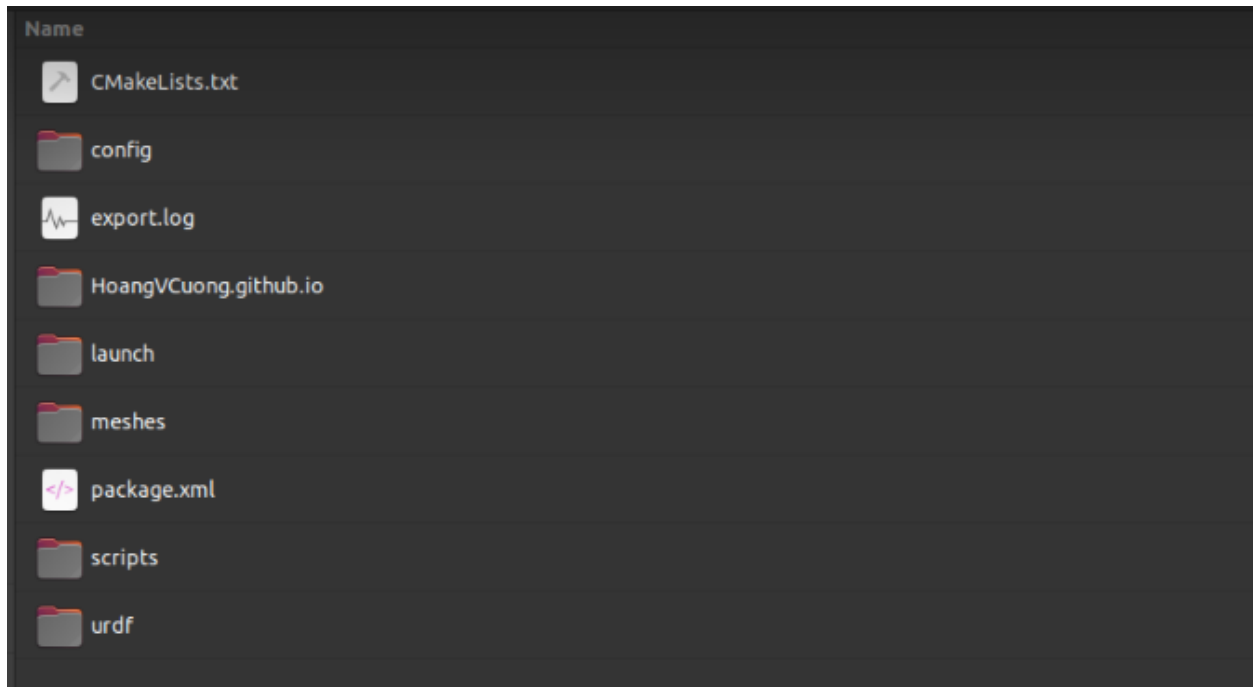 Name
CMakeLists.txt
config
export.log
HoangVCuong.github.io
launch
meshes
package.xml
scripts
urdf